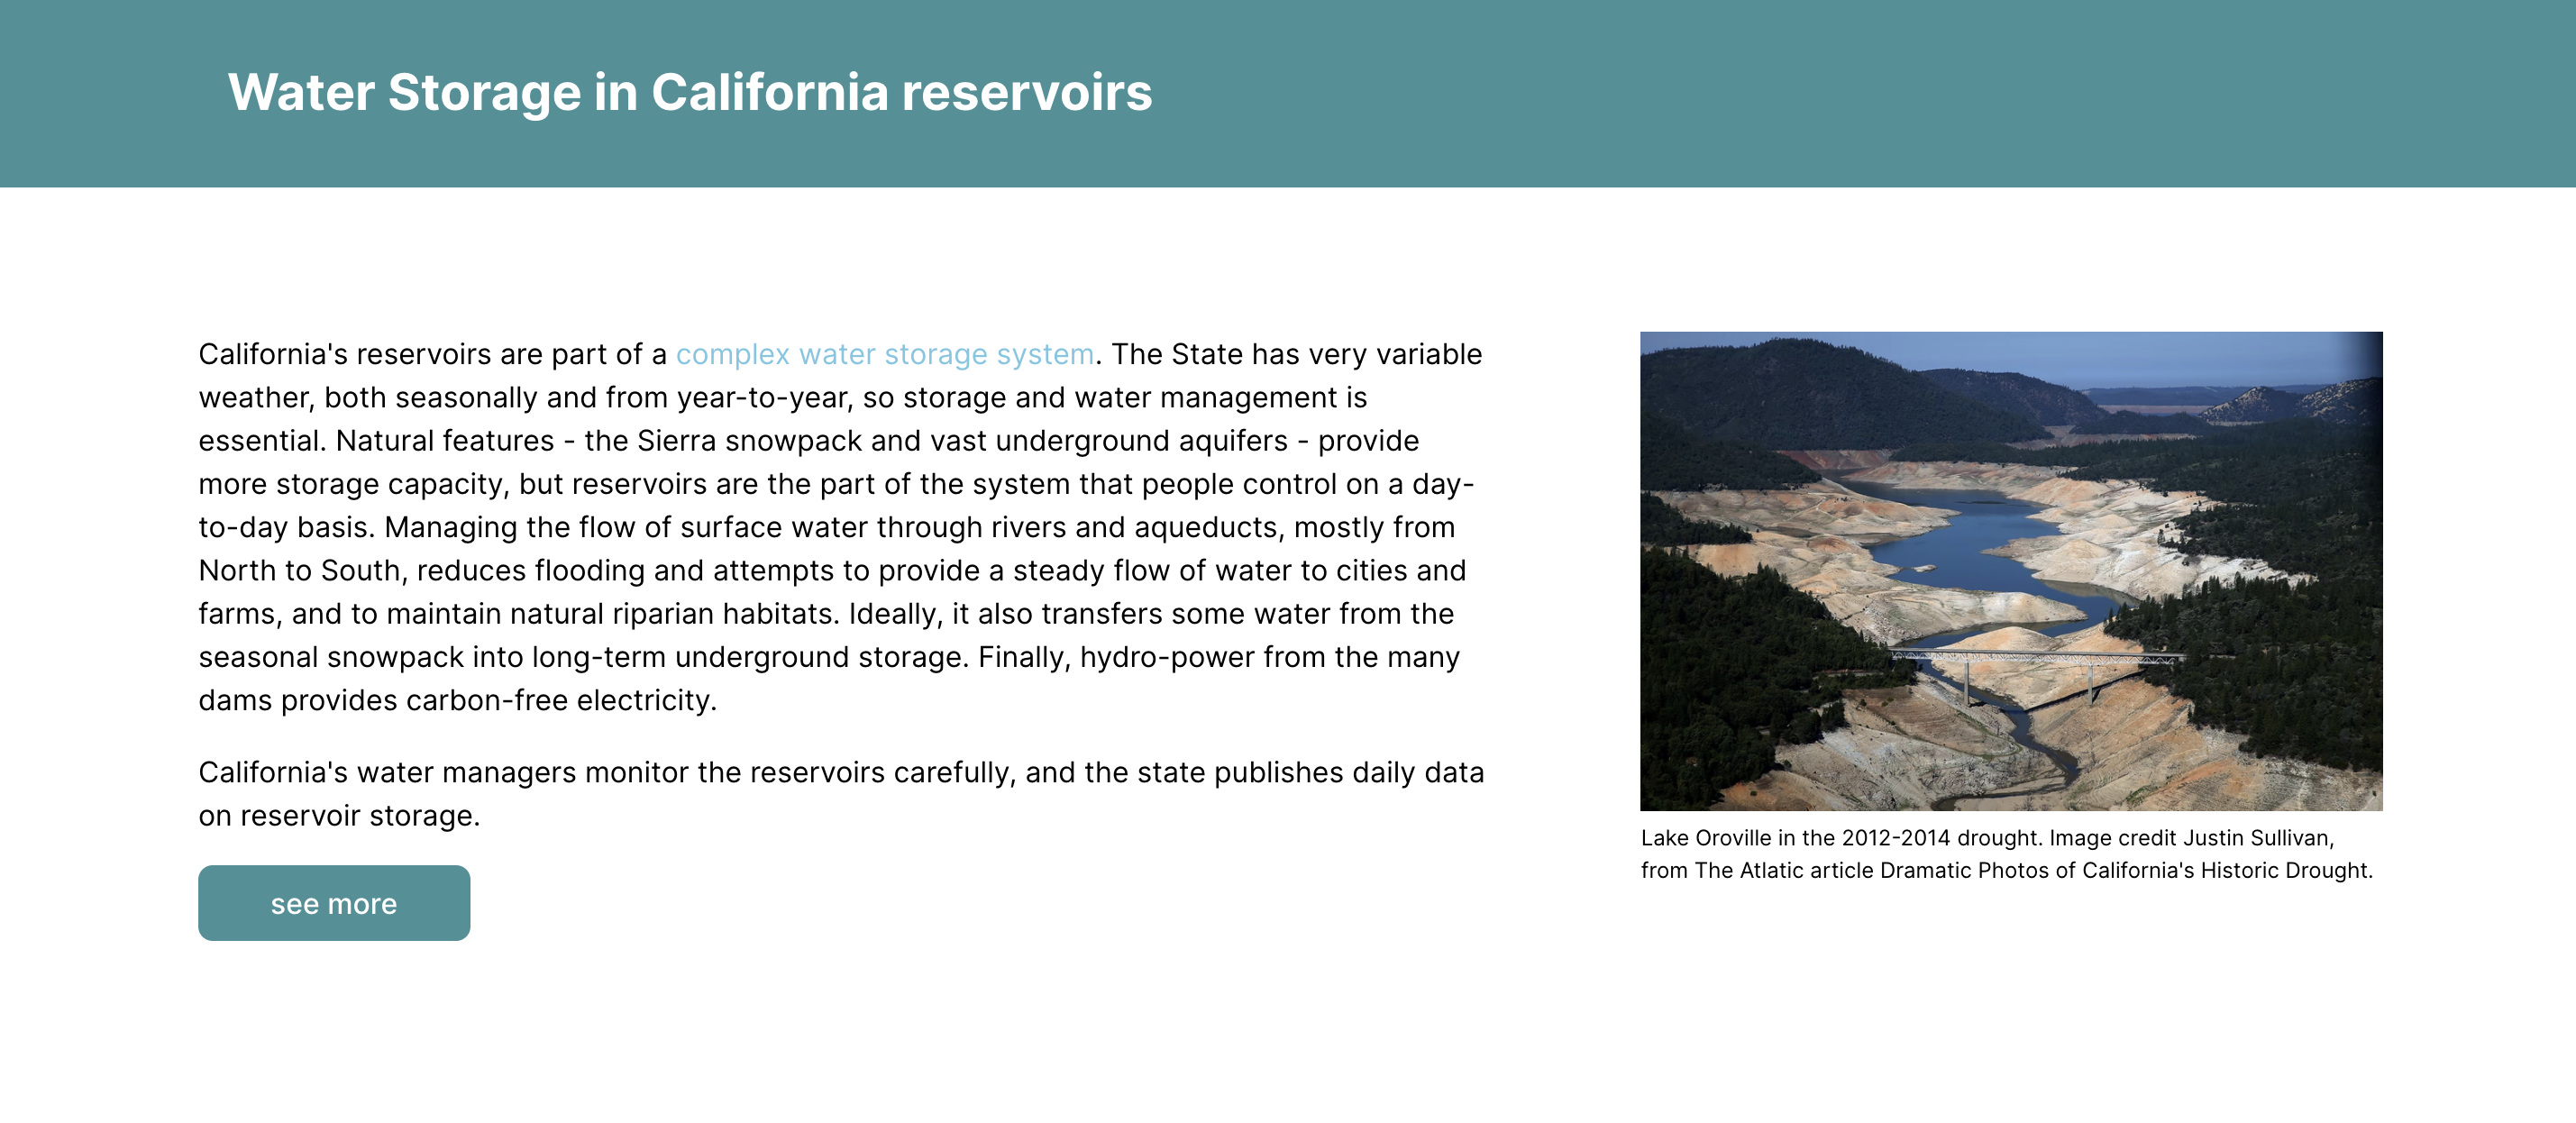 Water Storage in California reservoirs
California's reservoirs are part of a complex water storage system. The State has very variable
weather, both seasonally and from year-to-year, so storage and water management is
essential. Natural features - the Sierra snowpack and vast underground aquifers - provide
more storage capacity, but reservoirs are the part of the system that people control on a day-
to-day basis. Managing the flow of surface water through rivers and aqueducts, mostly from
North to South, reduces flooding and attempts to provide a steady flow of water to cities and
farms, and to maintain natural riparian habitats. Ideally, it also transfers some water from the
seasonal snowpack into long-term underground storage. Finally, hydro-power from the many
dams provides carbon-free electricity.
California's water managers monitor the reservoirs carefully, and the state publishes daily data
on reservoir storage.
see more
Lake Oroville in the 2012-2014 drought. Image credit Justin Sullivan,
from The Atlatic article Dramatic Photos of California's Historic Drought.